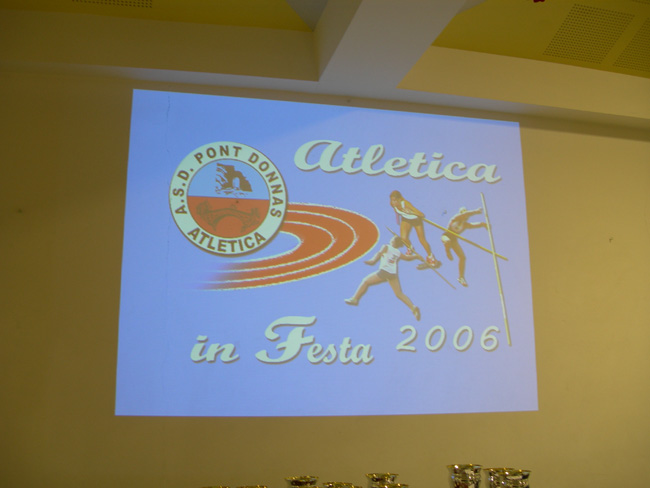 A.S.D. PONT DONNAS
ATLETICA
Atletica
in Festa 2006